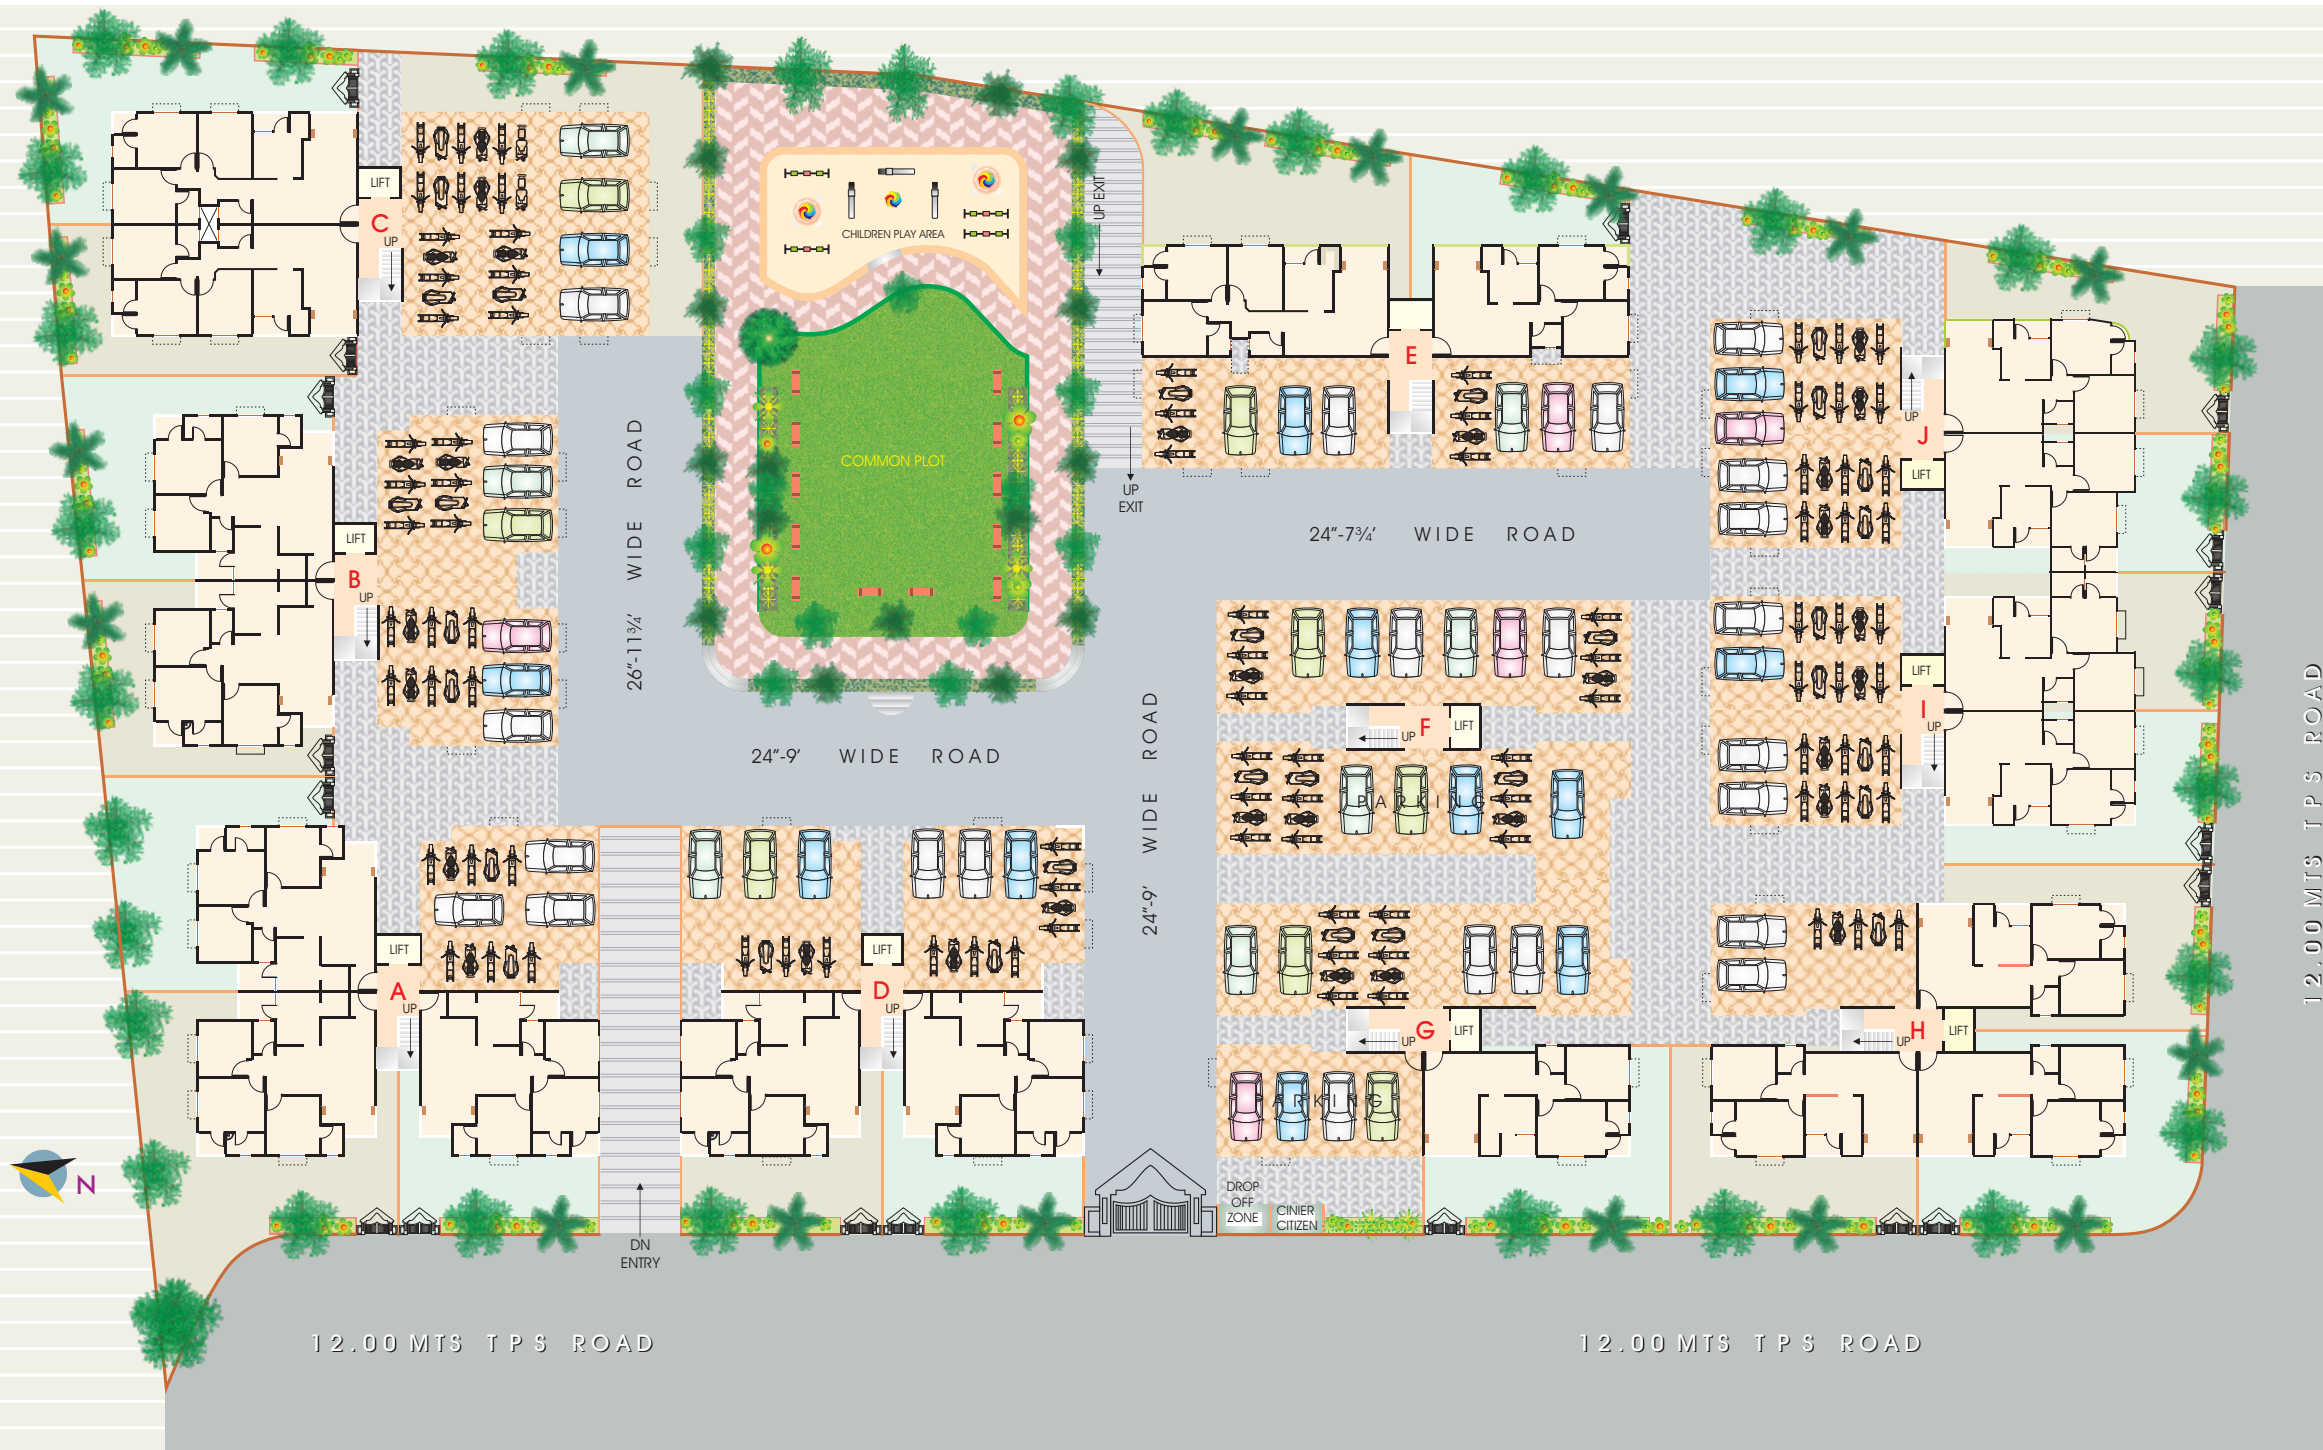 LIFT
C
UP
CHILDREN PLAY AREA
UP EXIT
E
UP
J
LIFT
COMMON PLOT
UP
EXIT
24"-7¾' WIDE ROAD
26"-11¾' WIDE ROAD
LIFT
B
UP
24"-9' WIDE ROAD
24"-9' WIDE ROAD
F
LIFT
UP
PARKING
LIFT
I
UP
12.00 MTS TPS ROAD
LIFT
A
UP
LIFT
D
UP
G
LIFT
UP
H
LIFT
UP
PARKING
N
DROP
OFF
ZONE
CINIER
CITIZEN
DN
ENTRY
12.00 MTS TPS ROAD
12.00 MTS TPS ROAD